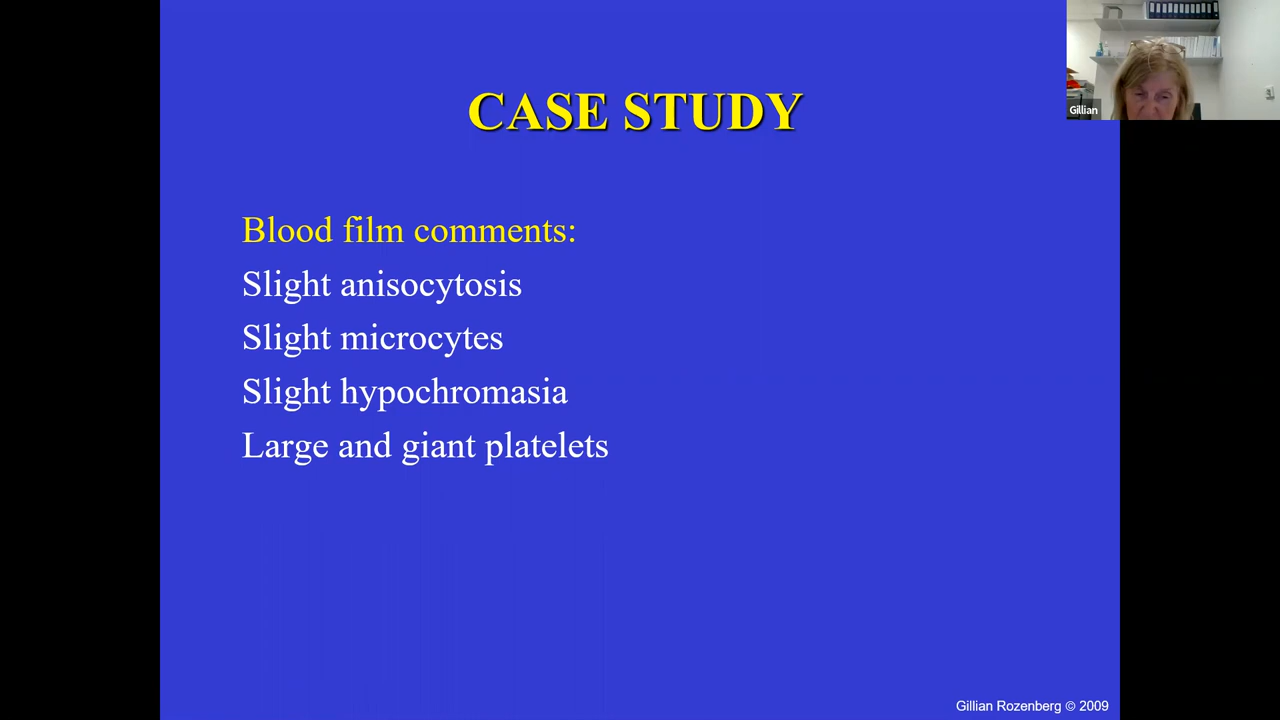 CASE STUDY
Gillian
Blood film comments:
Slight anisocytosis
Slight microcytes
Slight hypochromasia
Large and giant platelets
Gillian Rozenberg © 2009